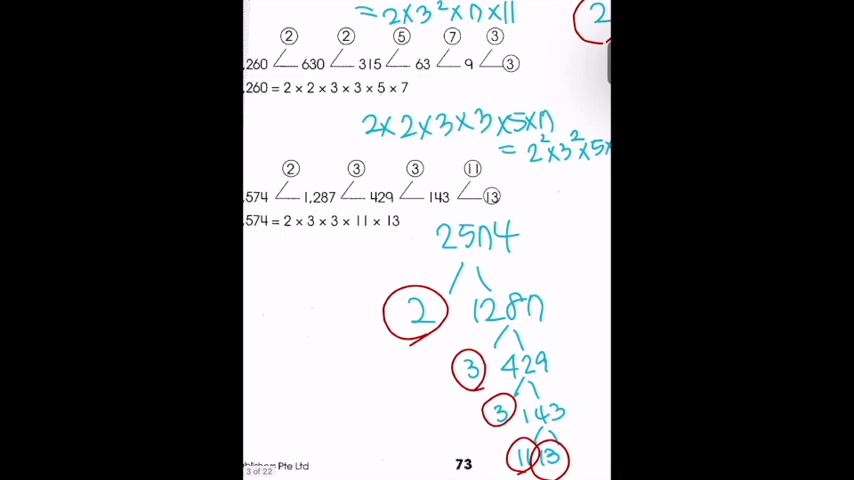 = 2 x 3² x 7 x 11
2
2 2 5 7 3
,260 630 315 63 9 3
,260 = 2 × 2 × 3 × 3 × 5 × 7
2 x 2 x 3 x 3 x 5 x 7
= 2² x 3² x 5 x
2 3 3 11
,574 1,287 429 143 13
,574 = 2 × 3 × 3 × 11 × 13
2574
2 1287
3 429
3 143
11 13
Pte Ltd
73
3 of 22